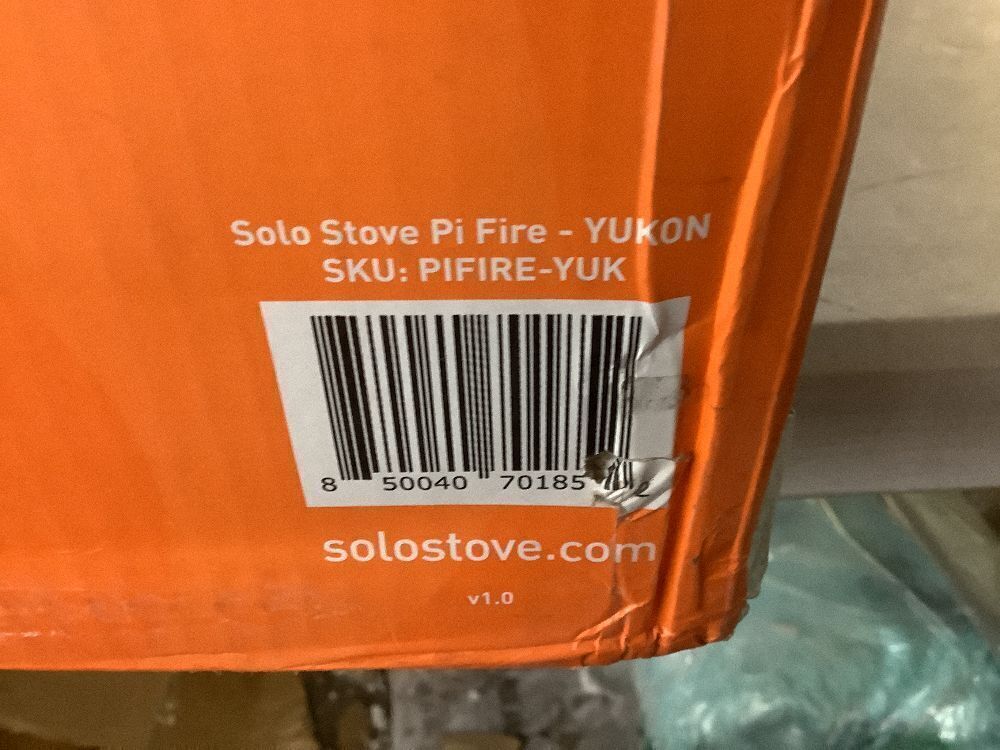 Solo Stove Pi Fire - YUKON
SKU: PIFIRE-YUK
8 50040 70185 2
solostove.com
v1.0